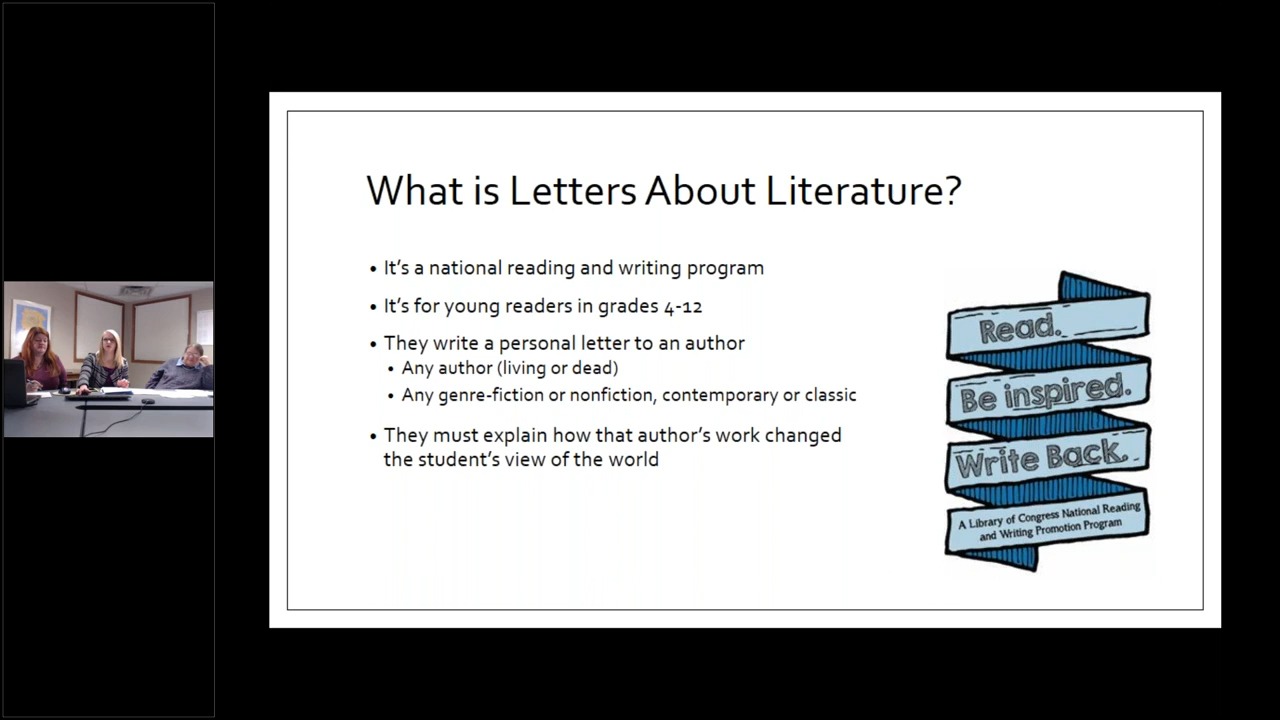 What is Letters About Literature?
• It's a national reading and writing program
• It's for young readers in grades 4-12
• They write a personal letter to an author
• Any author (living or dead)
• Any genre-fiction or nonfiction, contemporary or classic
• They must explain how that author's work changed
the student's view of the world
Read.
Be inspired.
Write Back.
A Library of Congress National Reading
and Writing Promotion Program